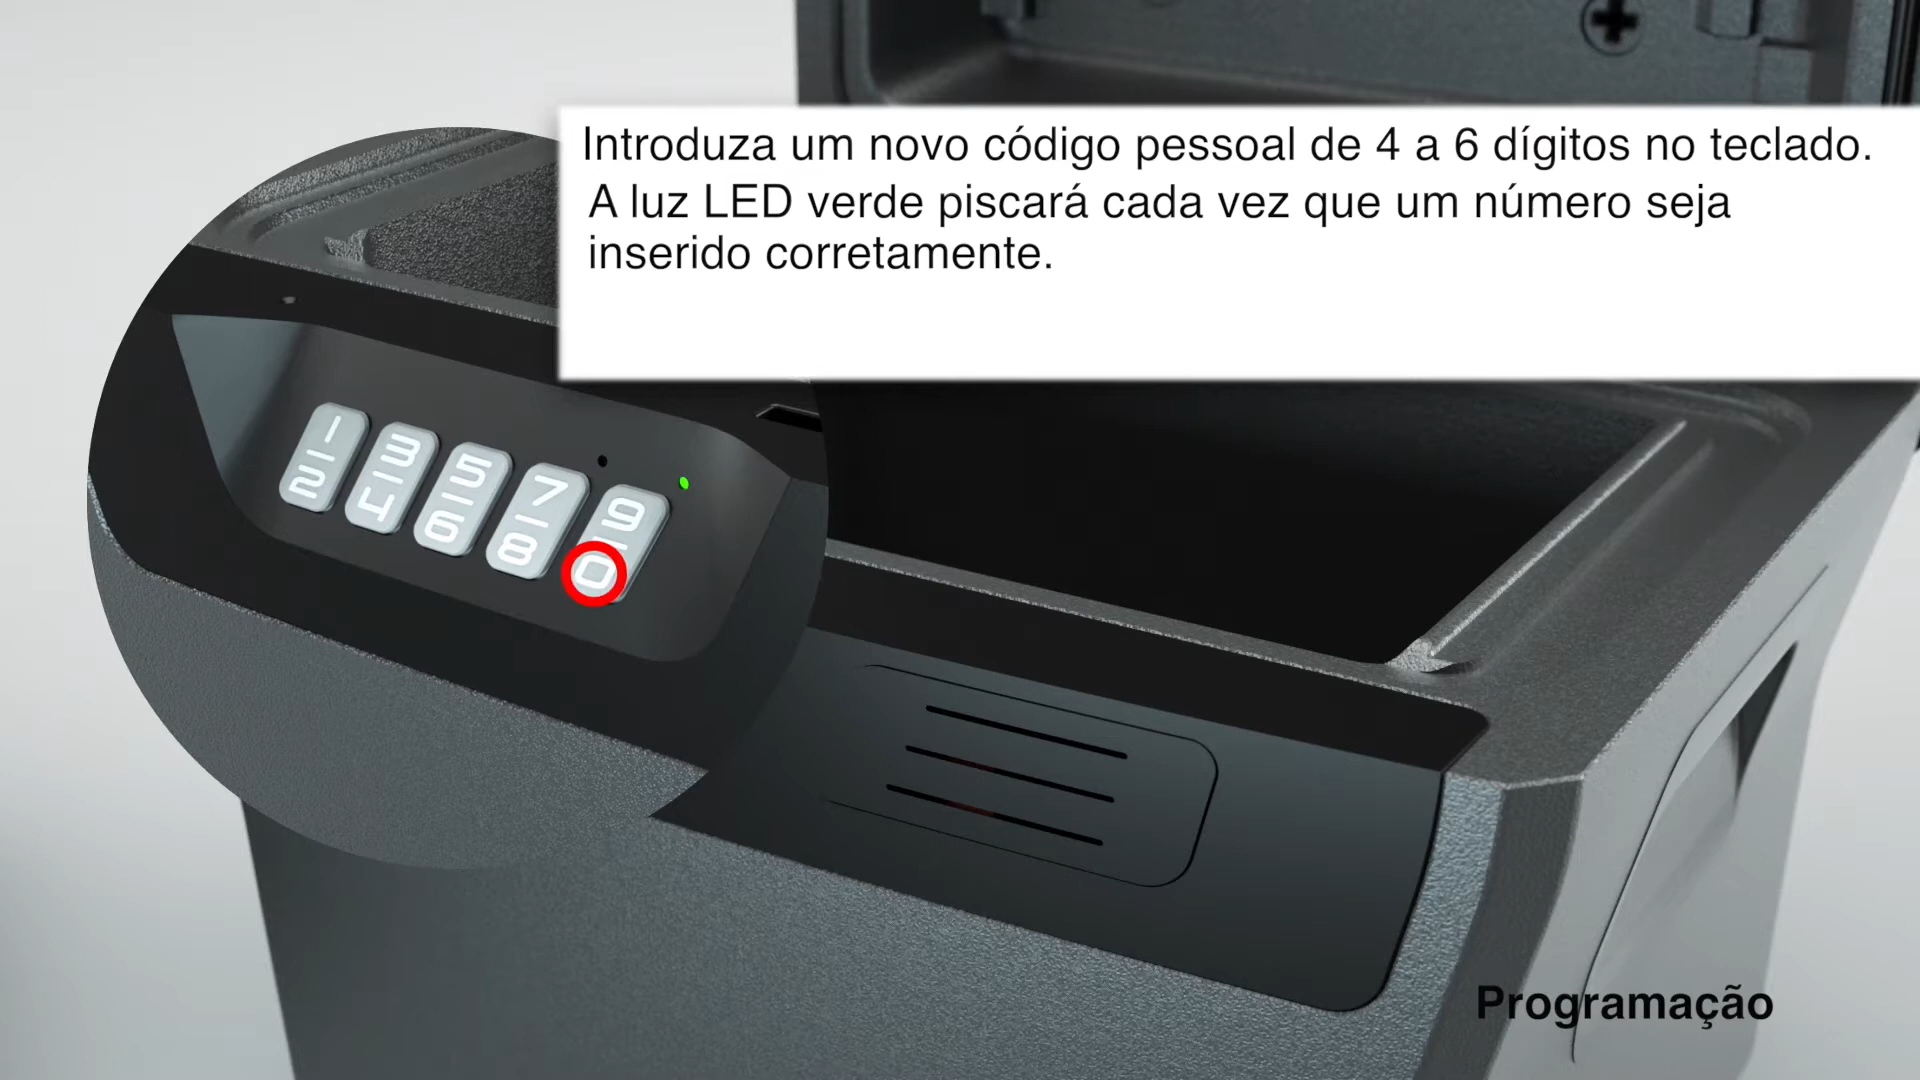 Introduza um novo código pessoal de 4 a 6 dígitos no teclado.
A luz LED verde piscará cada vez que um número seja
inserido corretamente.
1 3 5 7 9
2 4 6 8 0
Programação